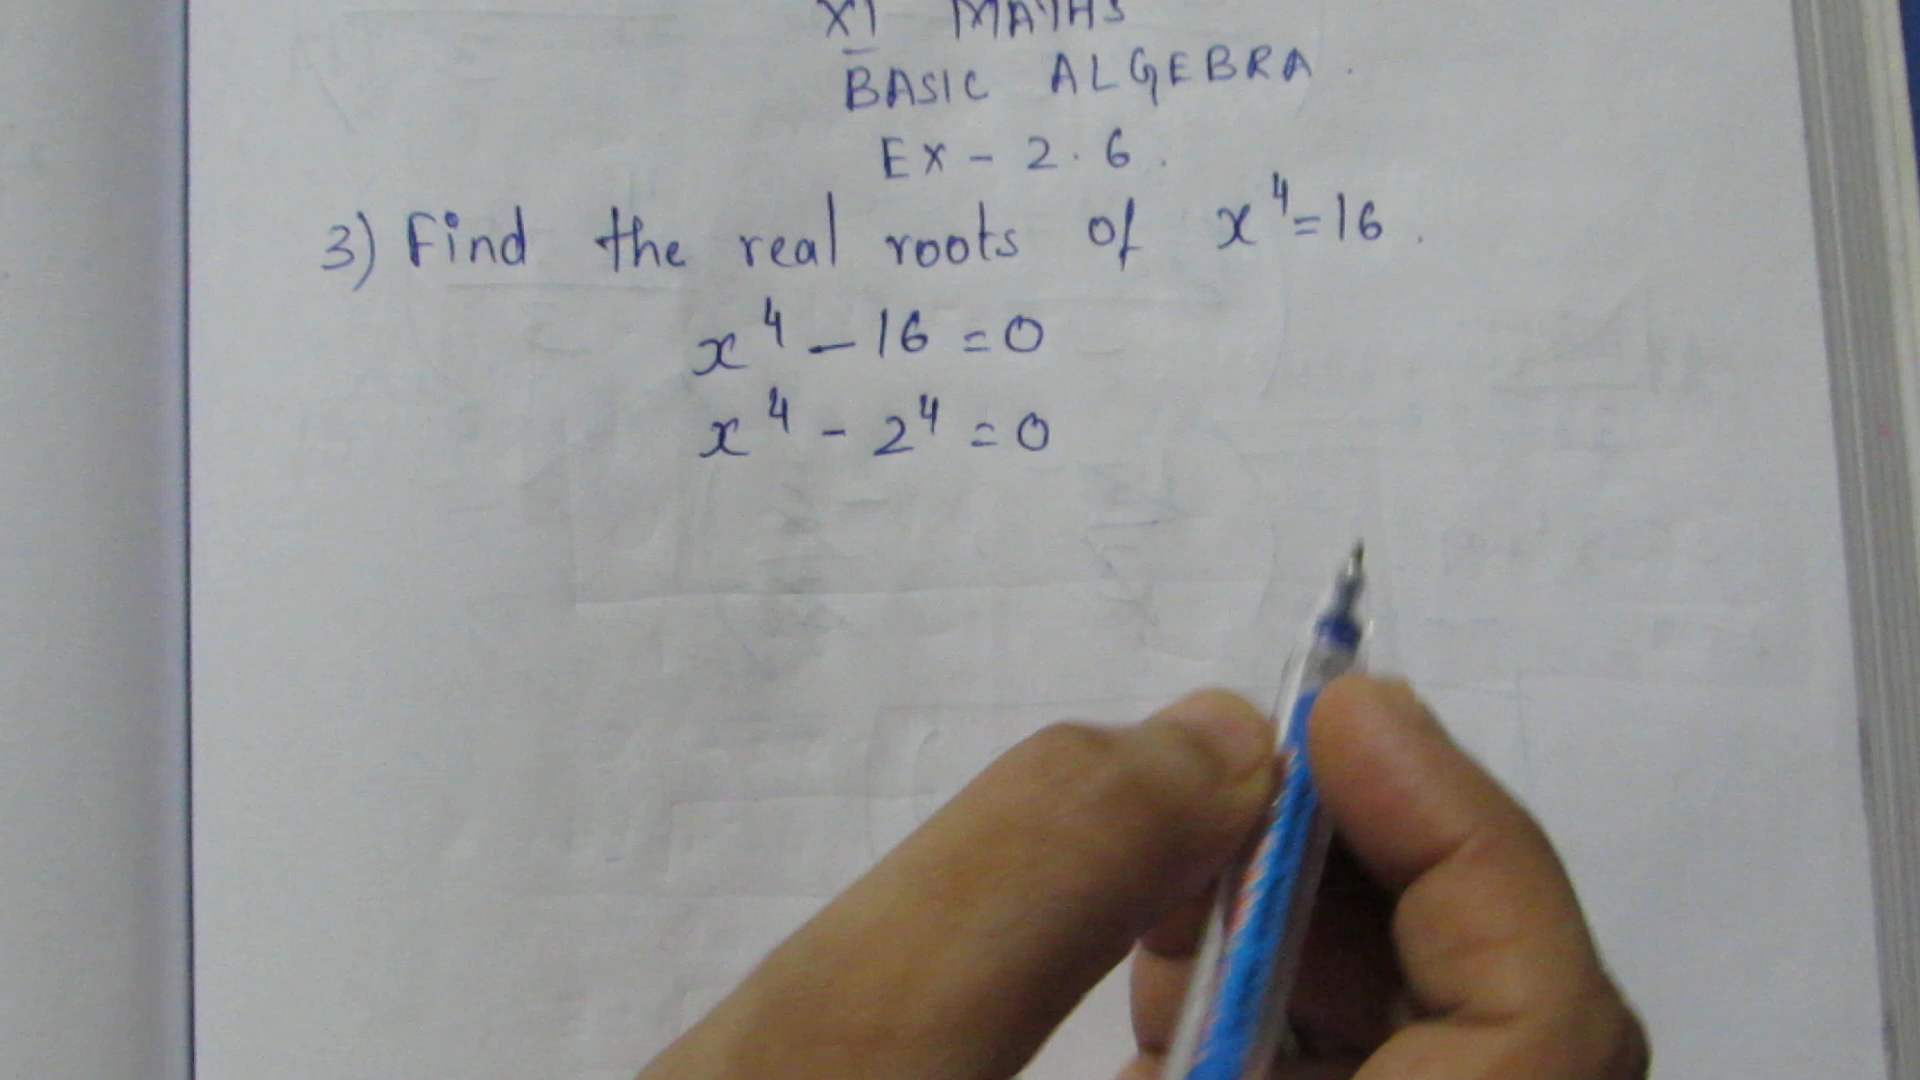 XI MATHS
BASIC ALGEBRA.
EX - 2.6.
3) Find the real roots of x⁴=16.
x⁴ - 16 = 0
x⁴ - 2⁴ = 0